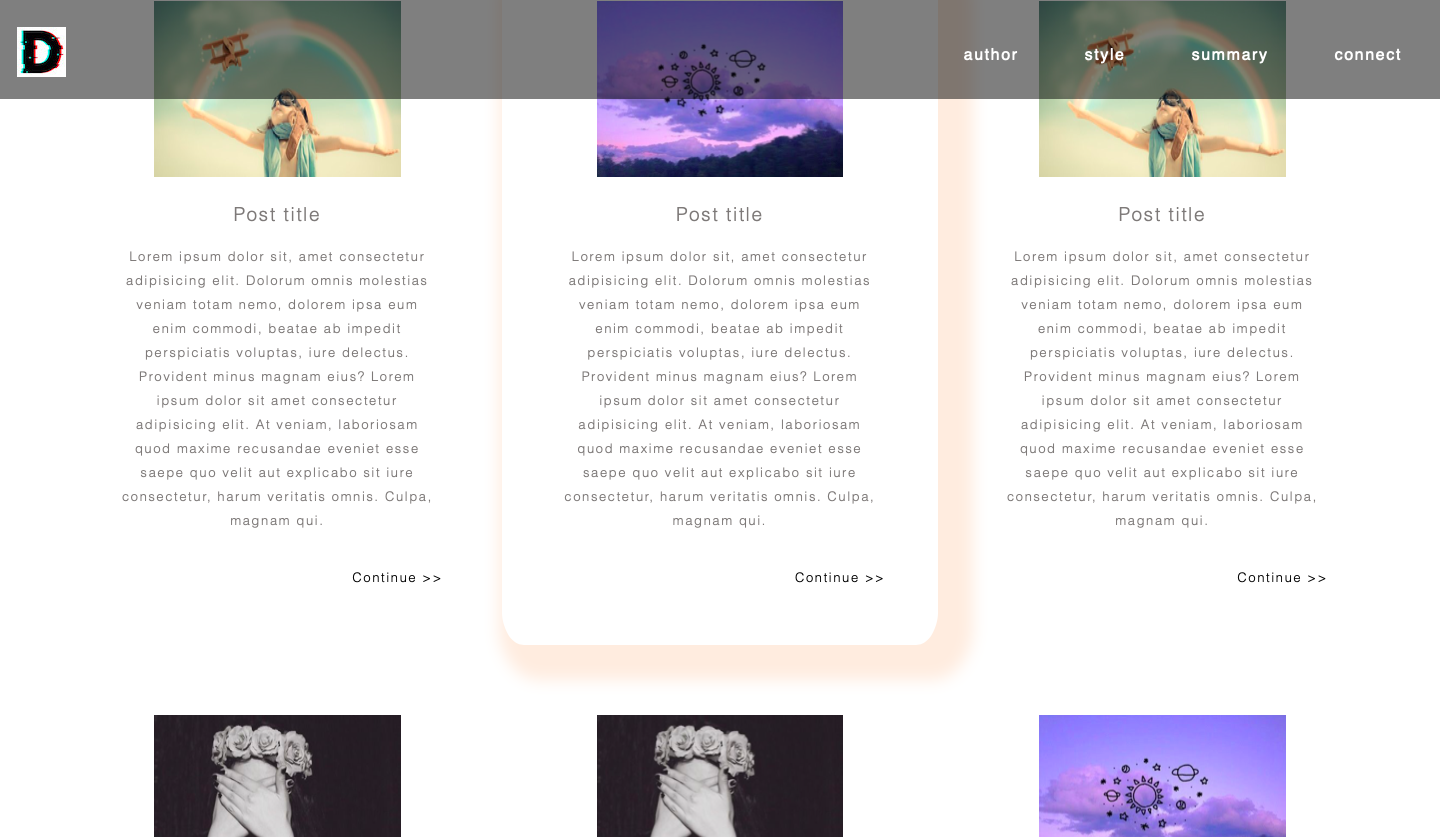 D
author
style
summary
connect
Post title
Lorem ipsum dolor sit, amet consectetur
adipisicing elit. Dolorum omnis molestias
veniam totam nemo, dolorem ipsa eum
enim commodi, beatae ab impedit
perspiciatis voluptas, iure delectus.
Provident minus magnam eius? Lorem
ipsum dolor sit amet consectetur
adipisicing elit. At veniam, laboriosam
quod maxime recusandae eveniet esse
saepe quo velit aut explicabo sit iure
consectetur, harum veritatis omnis. Culpa,
magnam qui.
Continue >>
Post title
Lorem ipsum dolor sit, amet consectetur
adipisicing elit. Dolorum omnis molestias
veniam totam nemo, dolorem ipsa eum
enim commodi, beatae ab impedit
perspiciatis voluptas, iure delectus.
Provident minus magnam eius? Lorem
ipsum dolor sit amet consectetur
adipisicing elit. At veniam, laboriosam
quod maxime recusandae eveniet esse
saepe quo velit aut explicabo sit iure
consectetur, harum veritatis omnis. Culpa,
magnam qui.
Continue >>
Post title
Lorem ipsum dolor sit, amet consectetur
adipisicing elit. Dolorum omnis molestias
veniam totam nemo, dolorem ipsa eum
enim commodi, beatae ab impedit
perspiciatis voluptas, iure delectus.
Provident minus magnam eius? Lorem
ipsum dolor sit amet consectetur
adipisicing elit. At veniam, laboriosam
quod maxime recusandae eveniet esse
saepe quo velit aut explicabo sit iure
consectetur, harum veritatis omnis. Culpa,
magnam qui.
Continue >>